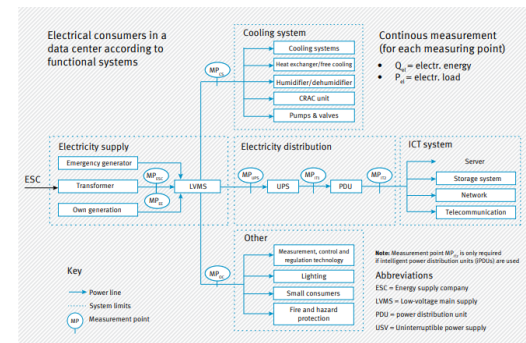 Electrical consumers in a
data center according to
functional systems
Cooling system
Cooling systems
Heat exchanger/free cooling
Humidifier/dehumidifier
CRAC unit
Pumps & valves
Continous measurement
(for each measuring point)
• Qel = electr. energy
• Pel = electr. load
Electricity supply
Emergency generator
ESC
Transformer
Own generation
LVMS
Electricity distribution
UPS
PDU
ICT system
Server
Storage system
Network
Telecommunication
Other
Measurement, control and
regulation technology
Lighting
Small consumers
Fire and hazard
protection
Key
Power line
System limits
MP
Measurement point
Note: Measurement point MP is only required
if intelligent power distribution units (iPDUs) are used
Abbreviations
ESC = Energy supply company
LVMS = Low-voltage main supply
PDU = power distribution unit
USV = Uninterruptible power supply